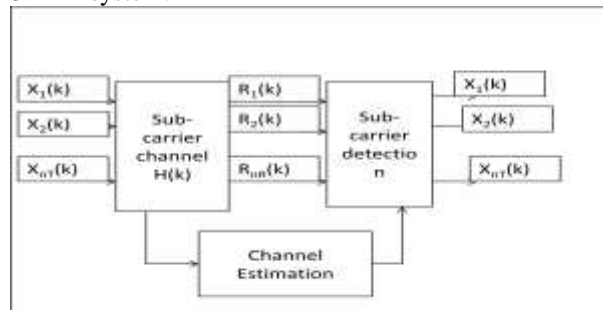 X₁(k)
X₂(k)
XₙT(k)
Sub-
carrier
channel
H(k)
R₁(k)
R₂(k)
RₙR(k)
Sub-
carrier
detectio
n
X₁(k)
X₂(k)
XₙT(k)
Channel
Estimation